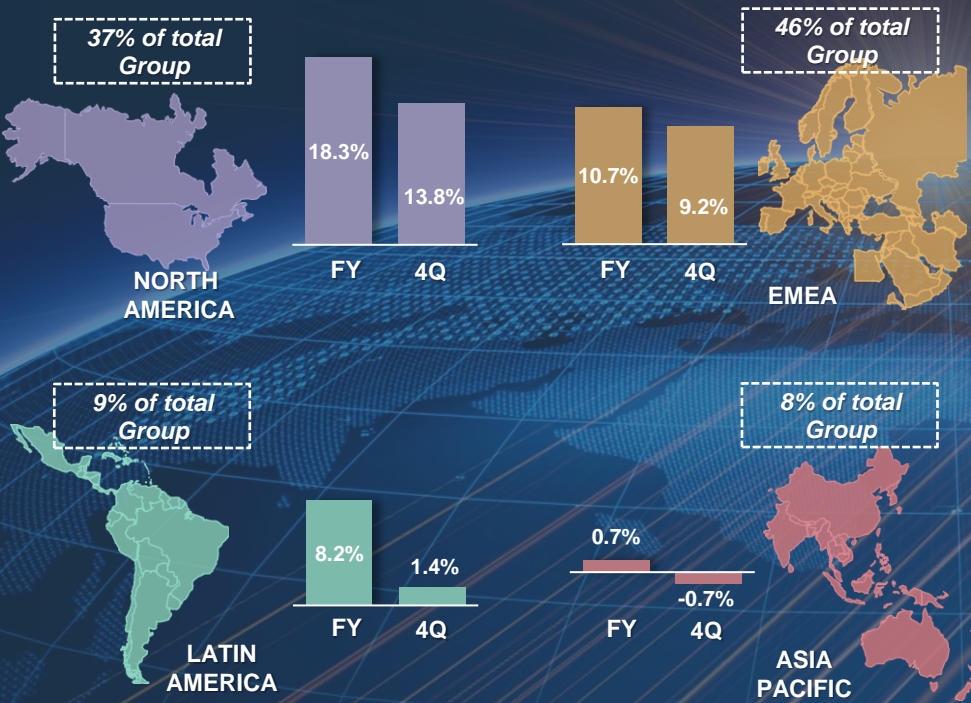 37% of total
Group
18.3%
13.8%
FY
4Q
NORTH
AMERICA
46% of total
Group
10.7%
9.2%
FY
4Q
EMEA
9% of total
Group
8.2%
1.4%
FY
4Q
LATIN
AMERICA
8% of total
Group
0.7%
-0.7%
FY
4Q
ASIA
PACIFIC